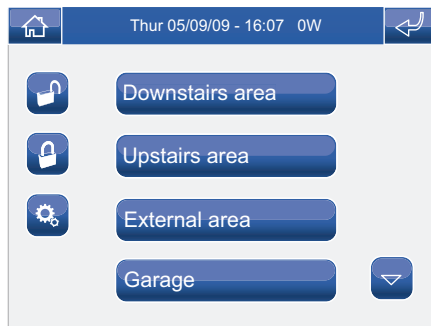 Thur 05/09/09 - 16:07 0W
Downstairs area
Upstairs area
External area
Garage